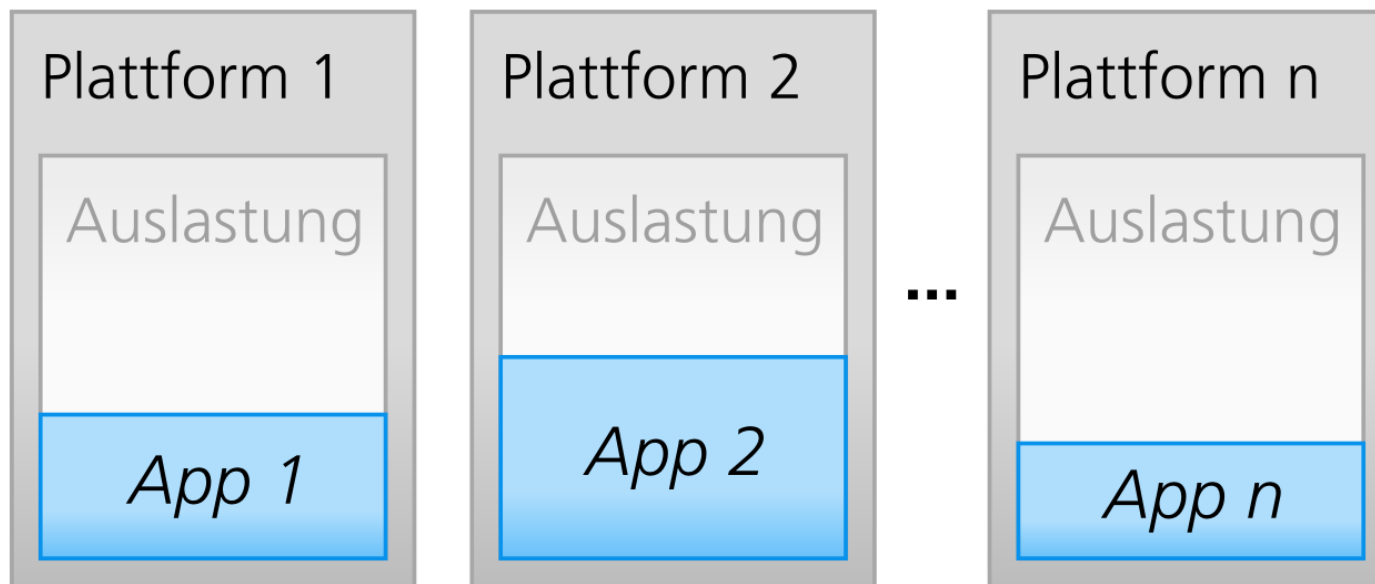 Plattform 1
Auslastung
App 1
Plattform 2
Auslastung
App 2
...
Plattform n
Auslastung
App n